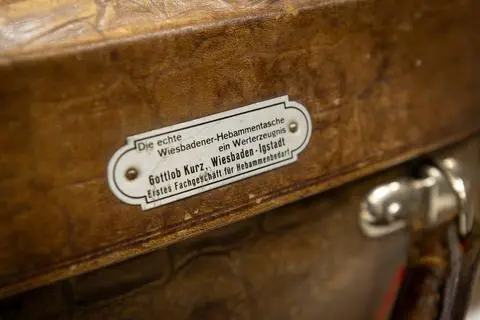 Die echte
Wiesbadener-Hebammentasche
ein Werterzeugnis
Gottlob Kurz, Wiesbaden-Igstadt
Erstes Fachgeschäft für Hebammenbedarf